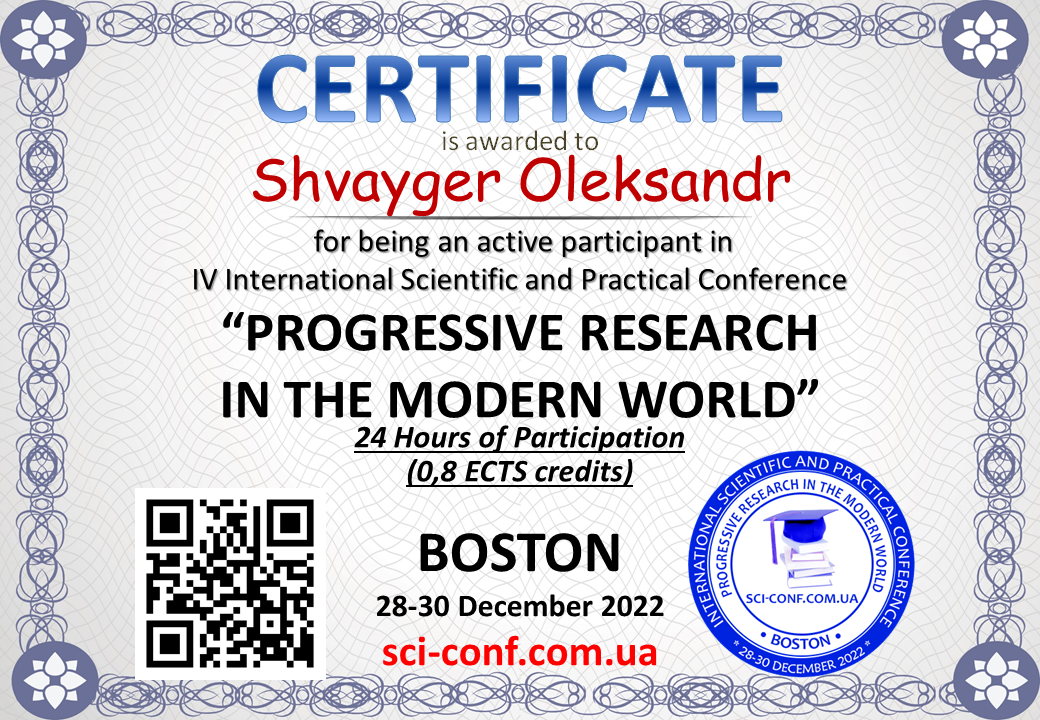 CERTIFICATE
is awarded to
Shvayger Oleksandr
for being an active participant in
IV International Scientific and Practical Conference
“PROGRESSIVE RESEARCH
IN THE MODERN WORLD”
24 Hours of Participation
(0,8 ECTS credits)
BOSTON
28-30 December 2022
sci-conf.com.ua
INTERNATIONAL SCIENTIFIC AND PRACTICAL CONFERENCE
PROGRESSIVE RESEARCH IN THE MODERN WORLD
SCI-CONF.COM.UA
• BOSTON •
* 28-30 DECEMBER 2022 *